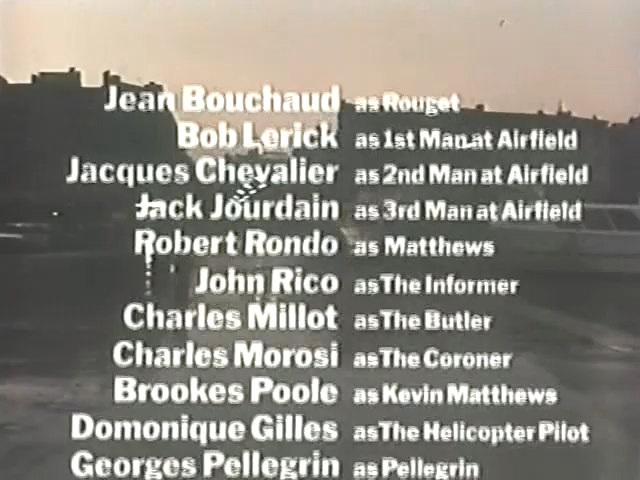 Jean Bouchaud as Rouget
Bob Lerick as 1st Man at Airfield
Jacques Chevalier as 2nd Man at Airfield
Jack Jourdain as 3rd Man at Airfield
Robert Rondo as Matthews
John Rico as The Informer
Charles Millot as The Butler
Charles Morosi as The Coroner
Brookes Poole as Kevin Matthews
Domonique Gilles as The Helicopter Pilot
Georges Pellegrin as Pellegrin